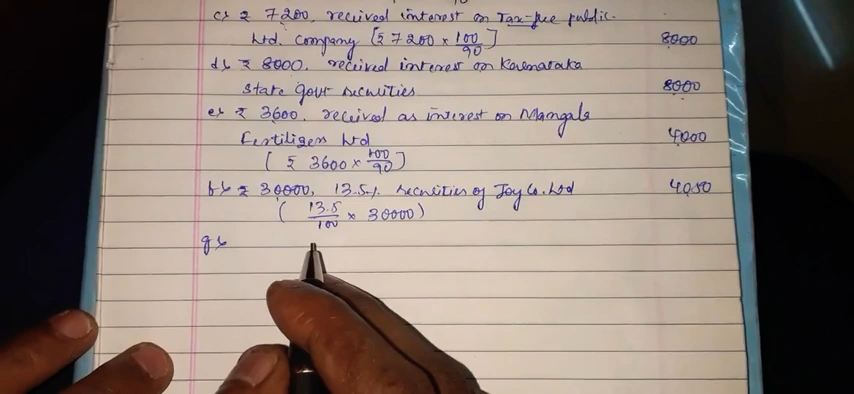 c) ₹ 7200, received interest on Tax-free public.
Ltd. Company [₹ 7200 × 100/90] 8000
d) ₹ 8000, received interest on Karnataka
State Govt securities 8000
e) ₹ 3600, received as interest on Mangala
Fertilizers Ltd 4000
[ ₹ 3600 × 100/90 ]
f) ₹ 30000, 13.5% securities of Joy Co. Ltd 4050
( 13.5/100 × 30000 )
g)